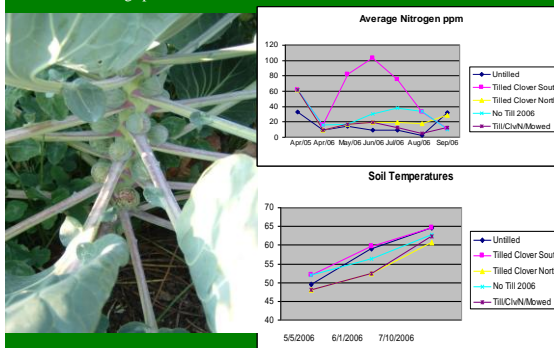 Average Nitrogen ppm
120
100
80
60
40
20
0
Apr/05 Apr/06 May/06 Jun/06 Jul/06 Aug/06 Sep/06
Untilled
Tilled Clover Sout
Tilled Clover Nort
No Till 2006
Till/ClvN/Mowed
Soil Temperatures
70
65
60
55
50
45
40
5/5/2006 6/1/2006 7/10/2006
Untilled
Tilled Clover Sout
Tilled Clover Nort
No Till 2006
Till/ClvN/Mowed